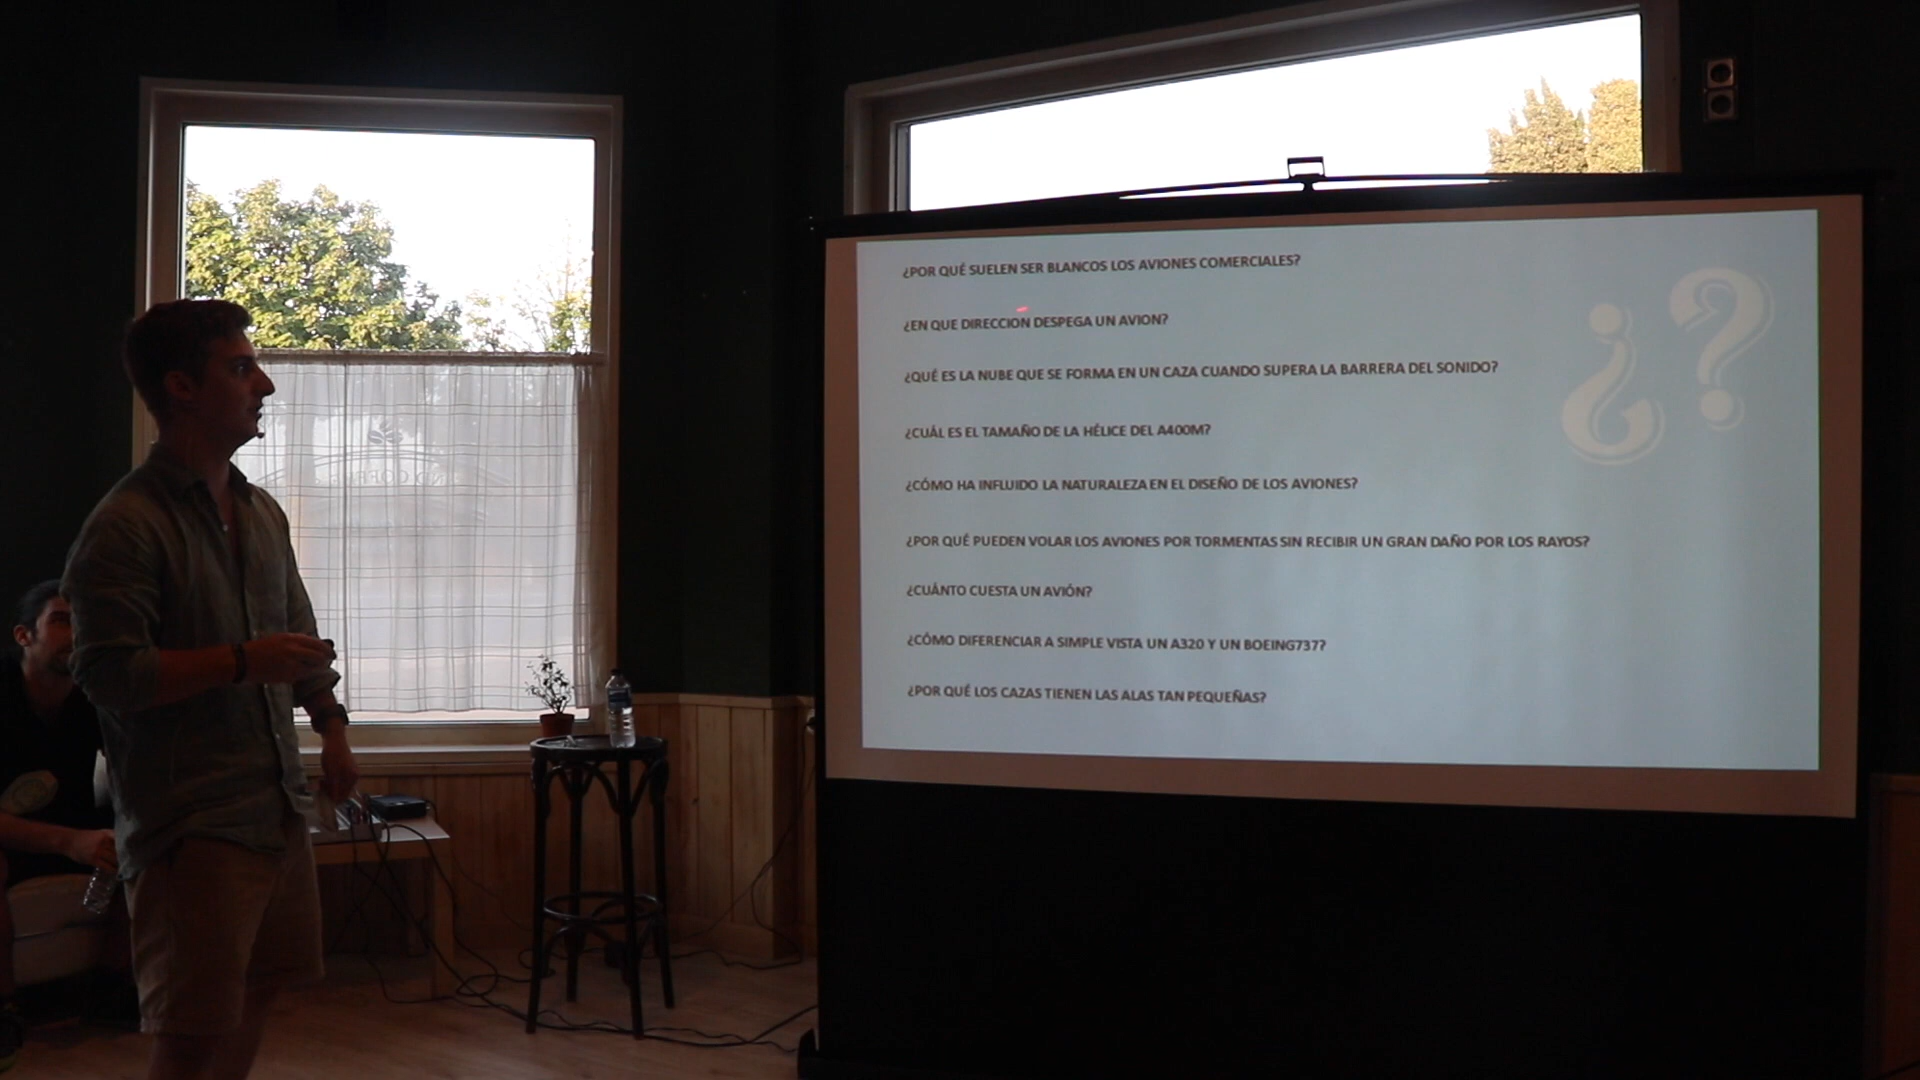 ¿POR QUÉ SUELEN SER BLANCOS LOS AVIONES COMERCIALES?
¿EN QUE DIRECCION DESPEGA UN AVION?
¿QUÉ ES LA NUBE QUE SE FORMA EN UN CAZA CUANDO SUPERA LA BARRERA DEL SONIDO?
¿CUÁL ES EL TAMAÑO DE LA HÉLICE DEL A400M?
¿CÓMO HA INFLUIDO LA NATURALEZA EN EL DISEÑO DE LOS AVIONES?
¿POR QUÉ PUEDEN VOLAR LOS AVIONES POR TORMENTAS SIN RECIBIR UN GRAN DAÑO POR LOS RAYOS?
¿CUÁNTO CUESTA UN AVIÓN?
¿CÓMO DIFERENCIAR A SIMPLE VISTA UN A320 Y UN BOEING737?
¿POR QUÉ LOS CAZAS TIENEN LAS ALAS TAN PEQUEÑAS?
¿?